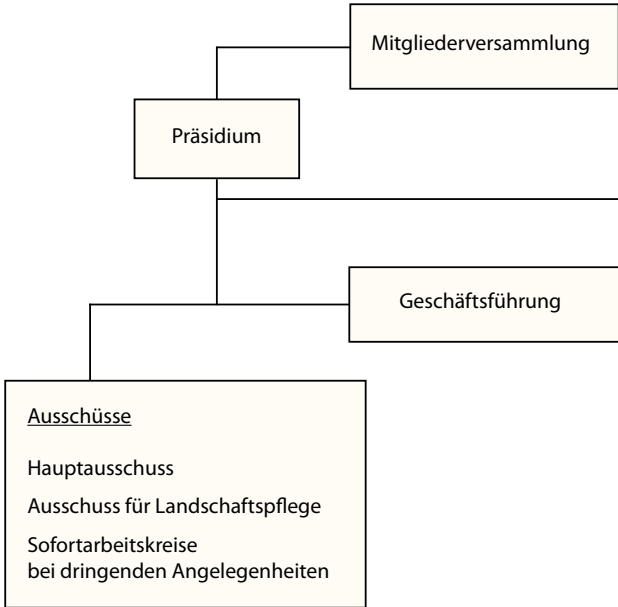 Mitgliederversammlung
Präsidium
Geschäftsführung
Ausschüsse
Hauptausschuss
Ausschuss für Landschaftspflege
Sofortarbeitskreise
bei dringenden Angelegenheiten